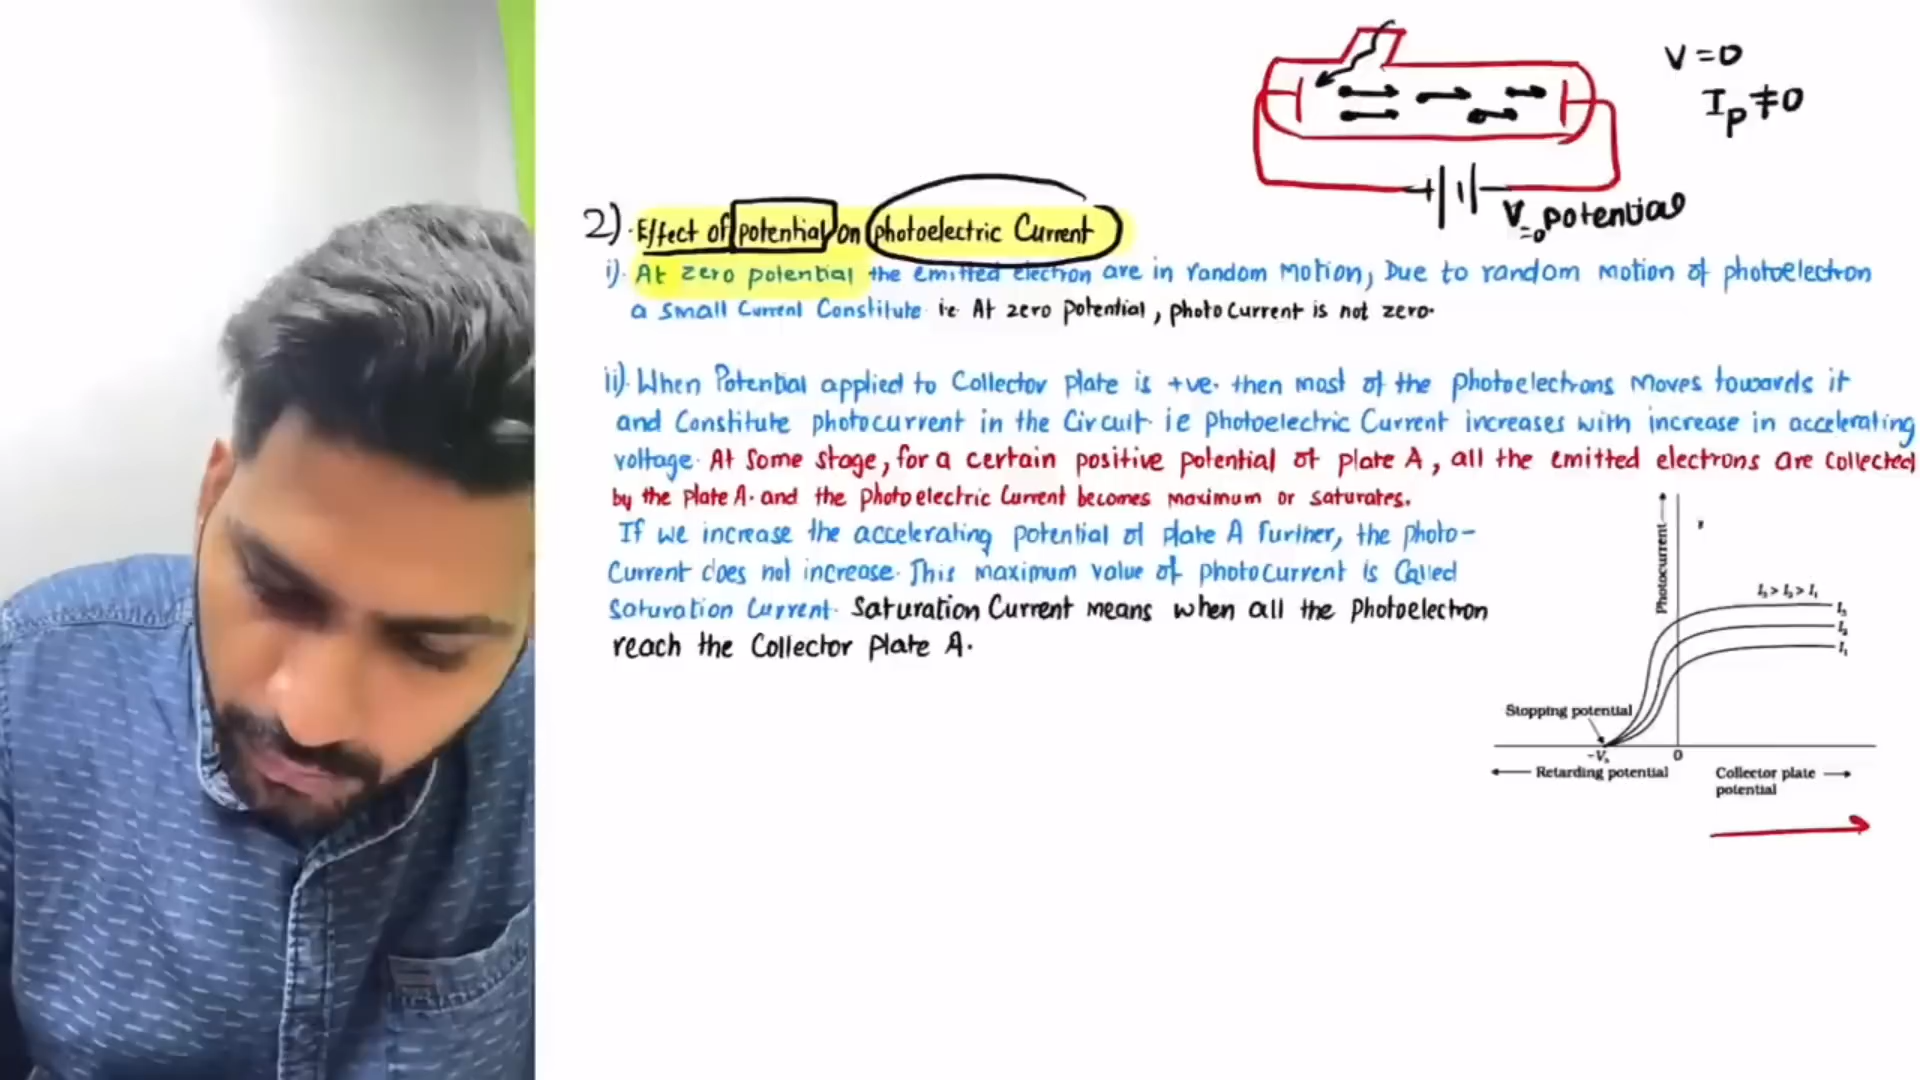 V = 0
Ip ≠ 0
V=0 potential
2). Effect of potential on photoelectric Current
i). At zero potential the emitted electron are in random Motion, Due to random motion of photoelectron
a small Current Constitute i.e. At zero Potential, photo Current is not zero.
ii). When Potential applied to Collector plate is +ve. then most of the photoelectrons Moves towards it
and Constitute photocurrent in the Circuit. ie photoelectric Current increases with increase in accelerating
voltage. At Some stage, for a certain positive potential of plate A, all the emitted electrons are Collected
by the plate A. and the photoelectric Current becomes maximum or saturates.
If we increase the accelerating potential of plate A further, the photo-
Current does not increase. This maximum value of photocurrent is Called
Saturation Current. Saturation Current means when all the Photoelectron
reach the Collector Plate A.
Photocurrent
I₃ > I₂ > I₁
I₃
I₂
I₁
Stopping potential
-V₀ 0
Retarding potential Collector plate
potential